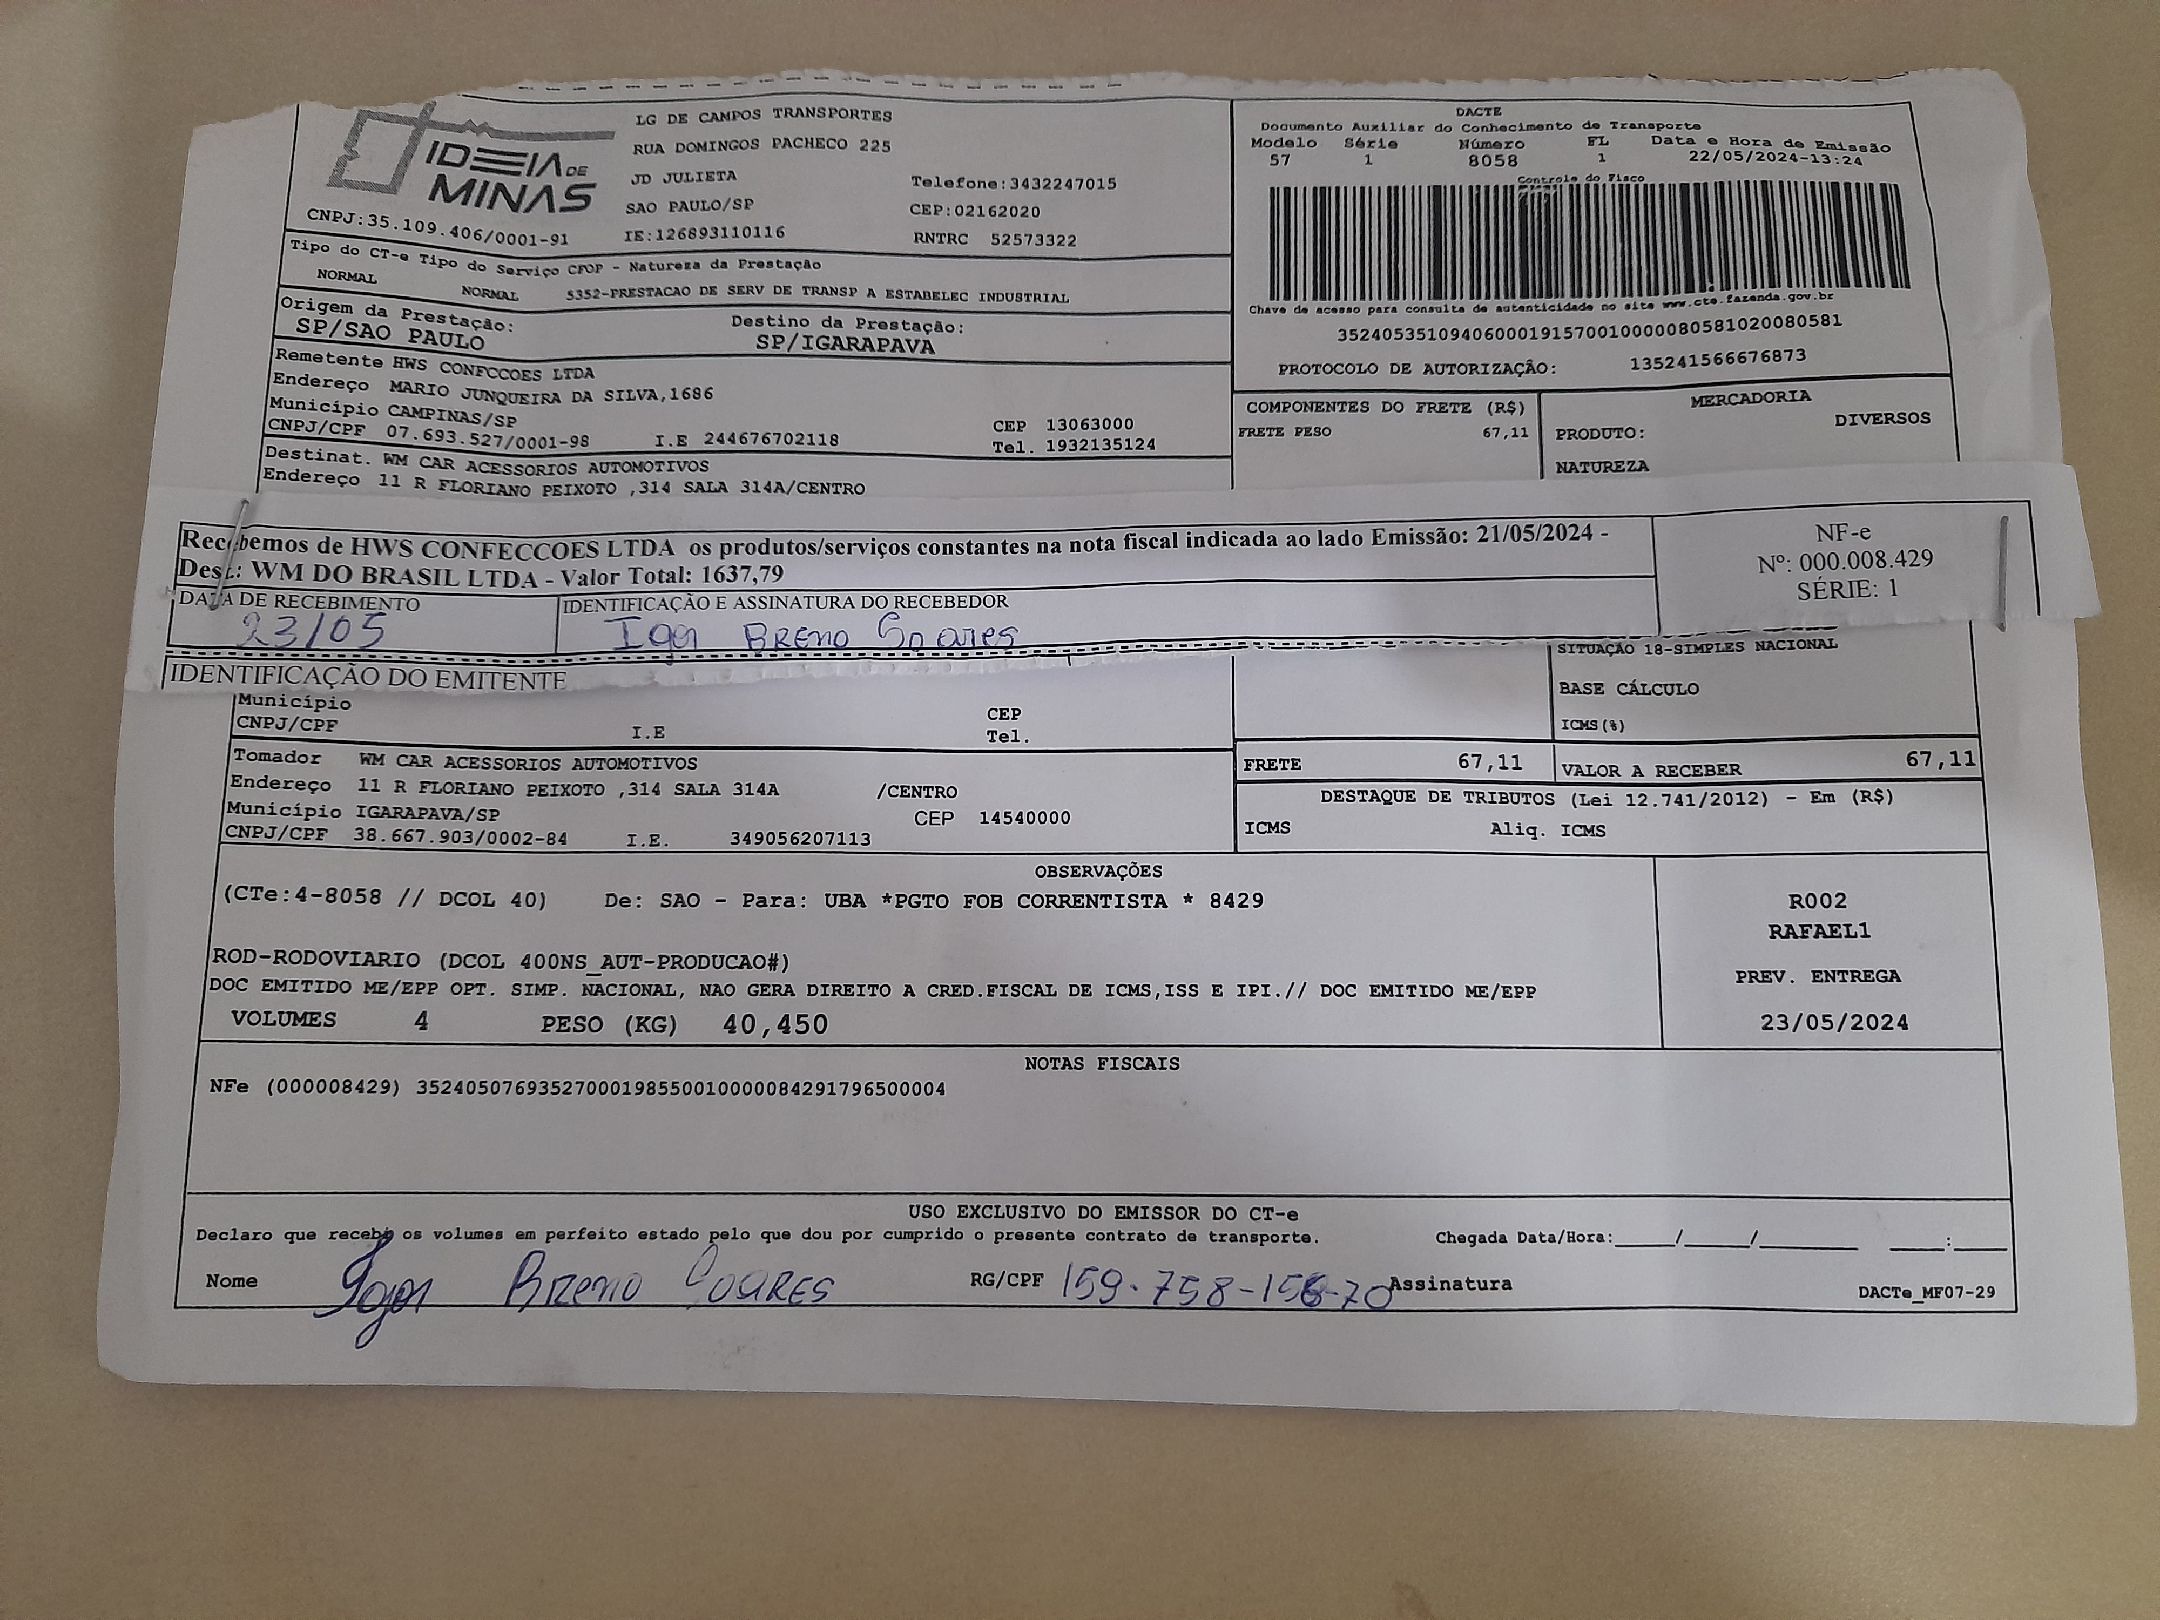 IDEIA DE
MINAS
CNPJ:35.109.406/0001-91
LG DE CAMPOS TRANSPORTES
RUA DOMINGOS PACHECO 225
JD JULIETA
Telefone:3432247015
SAO PAULO/SP
CEP:02162020
IE:126893110116
RNTRC 52573322
DACTE
Documento Auxiliar do Conhecimento de Transporte
Modelo Série Número FL Data e Hora de Emissão
57 1 8058 1 22/05/2024-13:24
Controle do Fisco
Chave de acesso para consulta de autenticidade no site www.cte.fazenda.gov.br
35240535109406000191570010000080581020080581
PROTOCOLO DE AUTORIZAÇÃO: 135241566676873
Tipo do CT-e Tipo do Serviço CFOP - Natureza da Prestação
NORMAL NORMAL 5352-PRESTACAO DE SERV DE TRANSP A ESTABELEC INDUSTRIAL
Origem da Prestação: Destino da Prestação:
SP/SAO PAULO SP/IGARAPAVA
Remetente HWS CONFCCOES LTDA
Endereço MARIO JUNQUEIRA DA SILVA,1686
Município CAMPINAS/SP CEP 13063000
CNPJ/CPF 07.693.527/0001-98 I.E 244676702118 Tel. 1932135124
Destinat. WM CAR ACESSORIOS AUTOMOTIVOS
Endereço 11 R FLORIANO PEIXOTO ,314 SALA 314A/CENTRO
COMPONENTES DO FRETE (R$)
FRETE PESO 67,11
MERCADORIA
PRODUTO: DIVERSOS
NATUREZA
Recebemos de HWS CONFECCOES LTDA os produtos/serviços constantes na nota fiscal indicada ao lado Emissão: 21/05/2024 -
Dest.: WM DO BRASIL LTDA - Valor Total: 1637,79
NF-e
Nº: 000.008.429
SÉRIE: 1
DATA DE RECEBIMENTO IDENTIFICAÇÃO E ASSINATURA DO RECEBEDOR
23/05 Igor Breno Soares
IDENTIFICAÇÃO DO EMITENTE
SITUAÇÃO 18-SIMPLES NACIONAL
BASE CÁLCULO
ICMS(%)
Município CEP
CNPJ/CPF I.E Tel.
Tomador WM CAR ACESSORIOS AUTOMOTIVOS
Endereço 11 R FLORIANO PEIXOTO ,314 SALA 314A /CENTRO
Município IGARAPAVA/SP CEP 14540000
CNPJ/CPF 38.667.903/0002-84 I.E. 349056207113
FRETE 67,11 VALOR A RECEBER 67,11
DESTAQUE DE TRIBUTOS (Lei 12.741/2012) - Em (R$)
ICMS Aliq. ICMS
OBSERVAÇÕES
(CTe:4-8058 // DCOL 40) De: SAO - Para: UBA *PGTO FOB CORRENTISTA * 8429
ROD-RODOVIARIO (DCOL 400NS_AUT-PRODUCAO#)
DOC EMITIDO ME/EPP OPT. SIMP. NACIONAL, NAO GERA DIREITO A CRED.FISCAL DE ICMS,ISS E IPI.// DOC EMITIDO ME/EPP
VOLUMES 4 PESO (KG) 40,450
R002
RAFAEL1
PREV. ENTREGA
23/05/2024
NOTAS FISCAIS
NFe (000008429) 35240507693527000198550010000084291796500004
USO EXCLUSIVO DO EMISSOR DO CT-e
Declaro que recebi os volumes em perfeito estado pelo que dou por cumprido o presente contrato de transporte. Chegada Data/Hora:_____/_____/_________ _____:_____
Nome Igor Breno Soares RG/CPF 159.758-156-70 Assinatura
DACTe_MF07-29